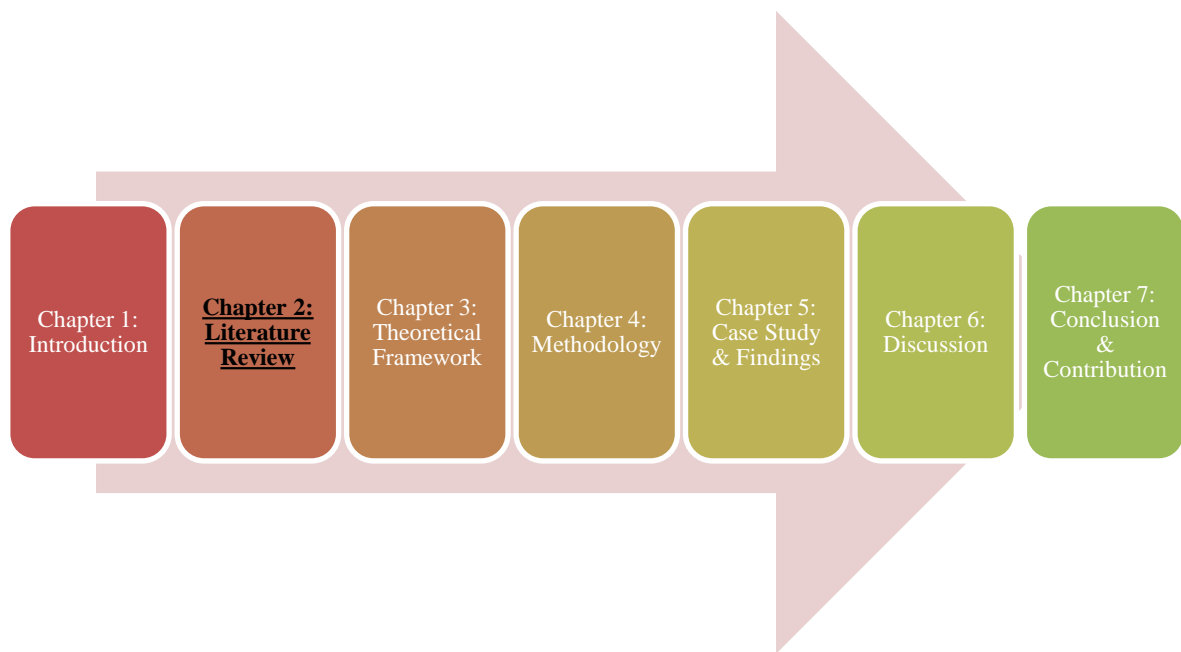 Chapter 1:
Introduction
Chapter 2:
Literature
Review
Chapter 3:
Theoretical
Framework
Chapter 4:
Methodology
Chapter 5:
Case Study
& Findings
Chapter 6:
Discussion
Chapter 7:
Conclusion
&
Contribution